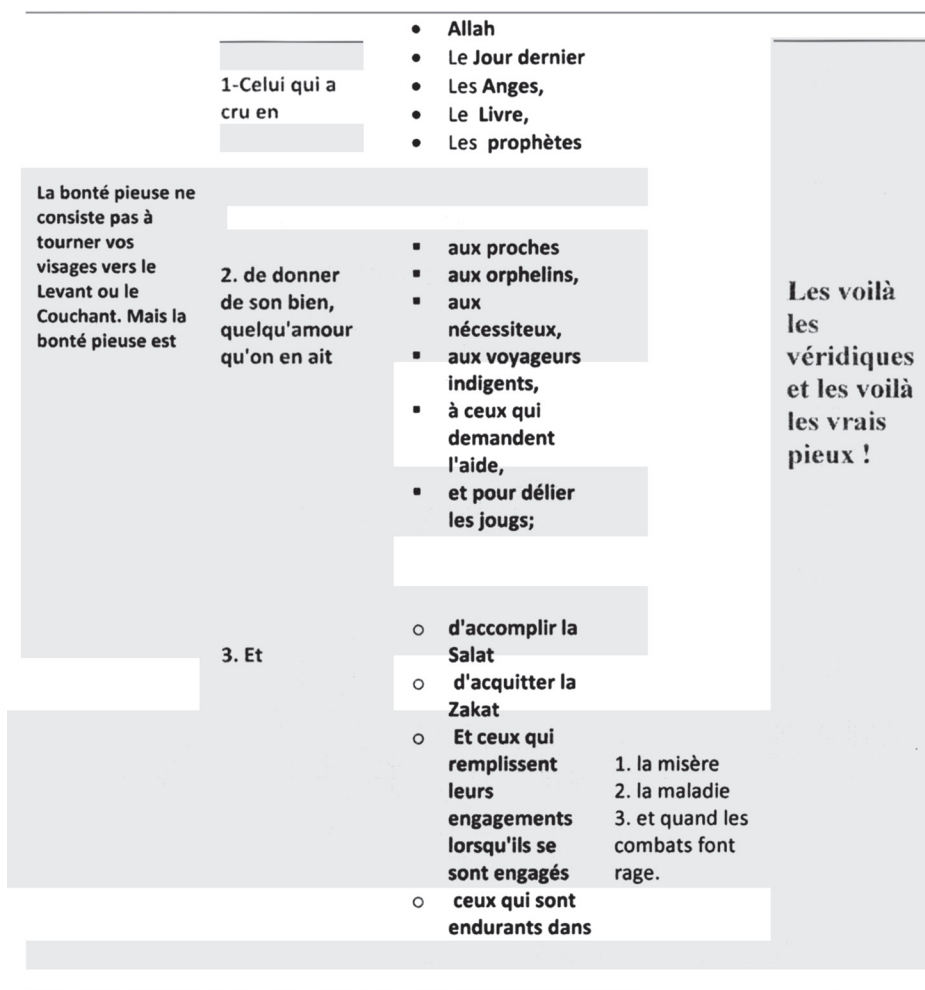 La bonté pieuse ne
consiste pas à
tourner vos
visages vers le
Levant ou le
Couchant. Mais la
bonté pieuse est
1-Celui qui a
cru en
• Allah
• Le Jour dernier
• Les Anges,
• Le Livre,
• Les prophètes
2. de donner
de son bien,
quelqu'amour
qu'on en ait
▪ aux proches
▪ aux orphelins,
▪ aux
nécessiteux,
▪ aux voyageurs
indigents,
▪ à ceux qui
demandent
l'aide,
▪ et pour délier
les jougs;
3. Et
o d'accomplir la
Salat
o d'acquitter la
Zakat
o Et ceux qui
remplissent
leurs
engagements
lorsqu'ils se
sont engagés
o ceux qui sont
endurants dans
1. la misère
2. la maladie
3. et quand les
combats font
rage.
Les voilà
les
véridiques
et les voilà
les vrais
pieux !